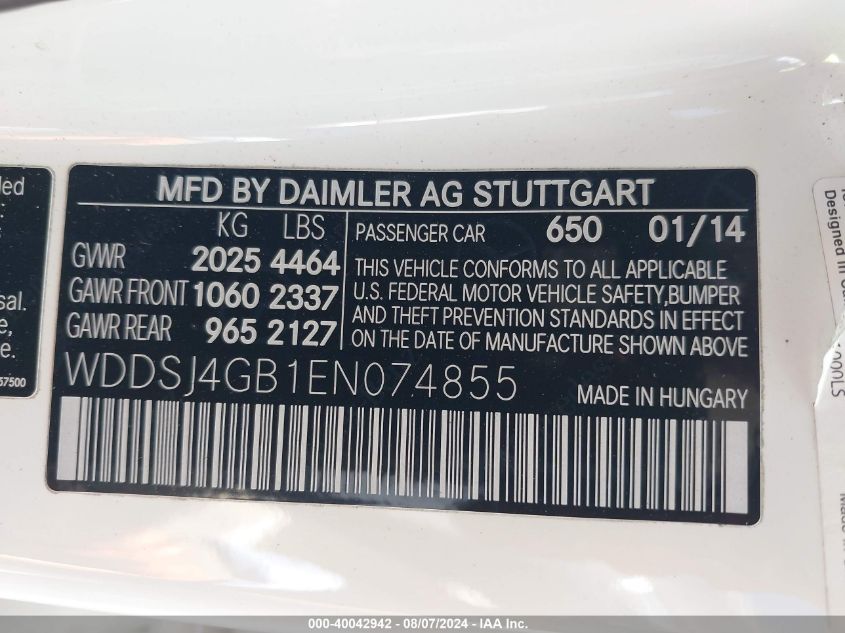 MFD BY DAIMLER AG STUTTGART
KG LBS
GVWR 2025 4464
GAWR FRONT 1060 2337
GAWR REAR 965 2127
PASSENGER CAR 650 01/14
THIS VEHICLE CONFORMS TO ALL APPLICABLE
U.S. FEDERAL MOTOR VEHICLE SAFETY,BUMPER
AND THEFT PREVENTION STANDARDS IN EFFECT
ON THE DATE OF MANUFACTURE SHOWN ABOVE
WDDSJ4GB1EN074855
MADE IN HUNGARY
sal.
e,
e.
57500
Designed in
000-40042942 - 08/07/2024 - IAA Inc.